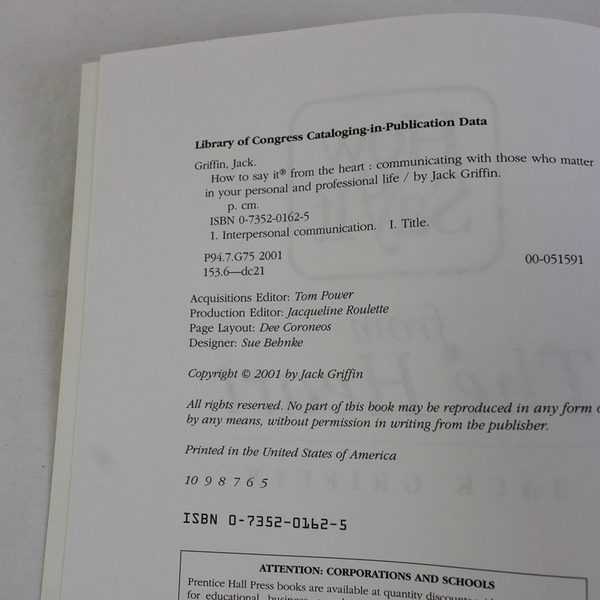 Library of Congress Cataloging-in-Publication Data
Griffin, Jack.
How to say it® from the heart : communicating with those who matter
in your personal and professional life / by Jack Griffin.
p. cm.
ISBN 0-7352-0162-5
1. Interpersonal communication. I. Title.
P94.7.G75 2001
00-051591
153.6—dc21
Acquisitions Editor: Tom Power
Production Editor: Jacqueline Roulette
Page Layout: Dee Coroneos
Designer: Sue Behnke
Copyright © 2001 by Jack Griffin
All rights reserved. No part of this book may be reproduced in any form
by any means, without permission in writing from the publisher.
Printed in the United States of America
10 9 8 7 6 5
ISBN 0-7352-0162-5
ATTENTION: CORPORATIONS AND SCHOOLS
Prentice Hall Press books are available at quantity discounts
for educational, business